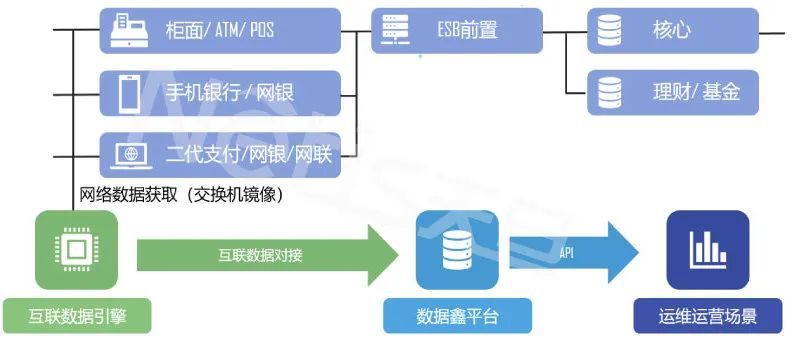 柜面/ ATM/ POS
ESB前置
核心
手机银行/ 网银
理财/ 基金
二代支付/网银/网联
网络数据获取（交换机镜像）
互联数据对接
API
互联数据引擎
数据鑫平台
运维运营场景